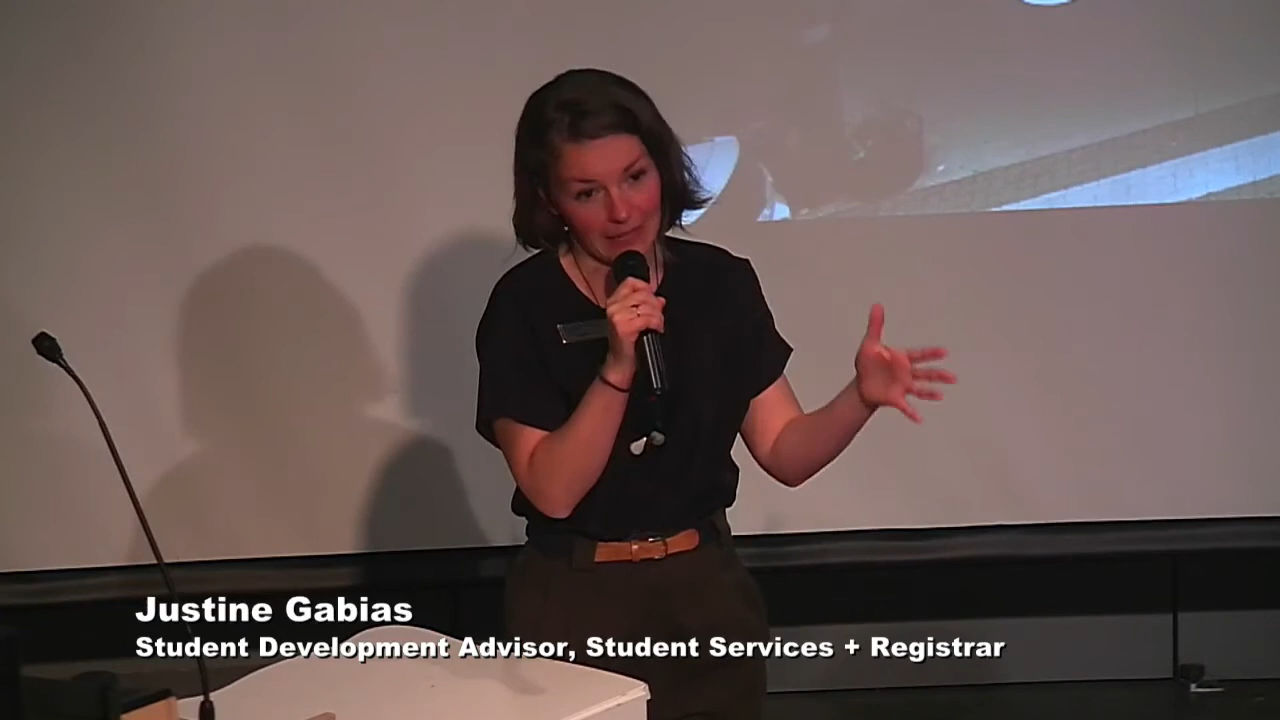 Justine Gabias
Student Development Advisor, Student Services + Registrar